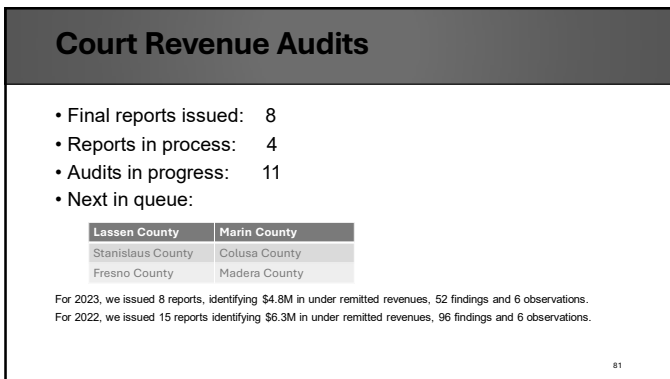 Court Revenue Audits
• Final reports issued: 8
• Reports in process: 4
• Audits in progress: 11
• Next in queue:
Lassen County Marin County
Stanislaus County Colusa County
Fresno County Madera County
For 2023, we issued 8 reports, identifying $4.8M in under remitted revenues, 52 findings and 6 observations.
For 2022, we issued 15 reports identifying $6.3M in under remitted revenues, 96 findings and 6 observations.
81